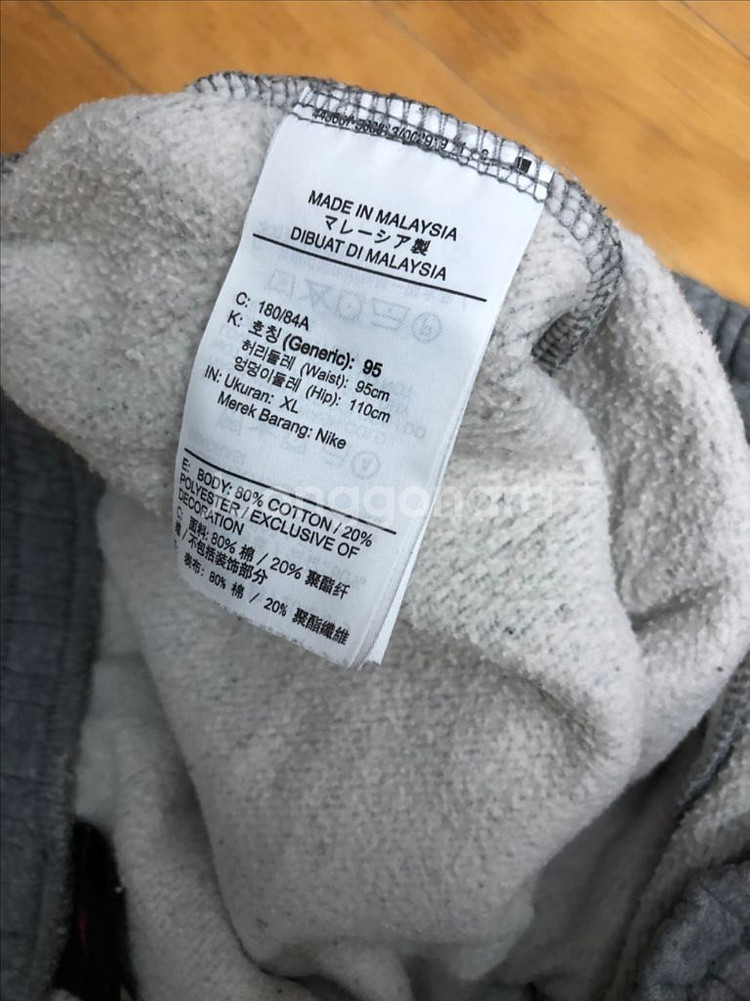 MADE IN MALAYSIA
マレーシア製
DIBUAT DI MALAYSIA
C: 180/84A
K: 호칭 (Generic): 95
허리둘레 (Waist): 95cm
엉덩이둘레 (Hip): 110cm
IN: Ukuran: XL
Merek Barang: Nike
E: BODY: 80% COTTON / 20%
POLYESTER / EXCLUSIVE OF
DECORATION
C: 面料: 80% 棉 / 20% 聚酯纤
维 / 不包括装饰部分
表布: 80% 棉 / 20% 聚酯纖維